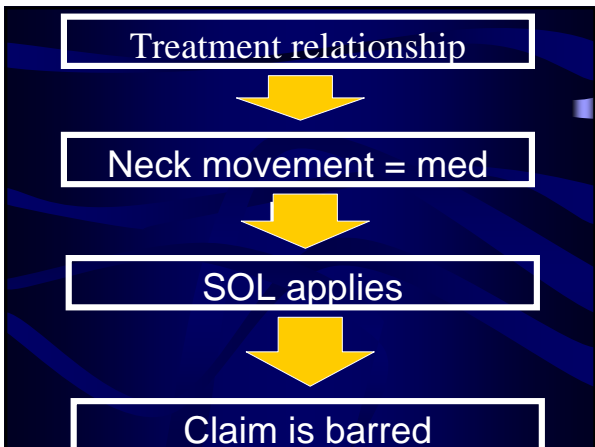 Treatment relationship
Neck movement = med
SOL applies
Claim is barred